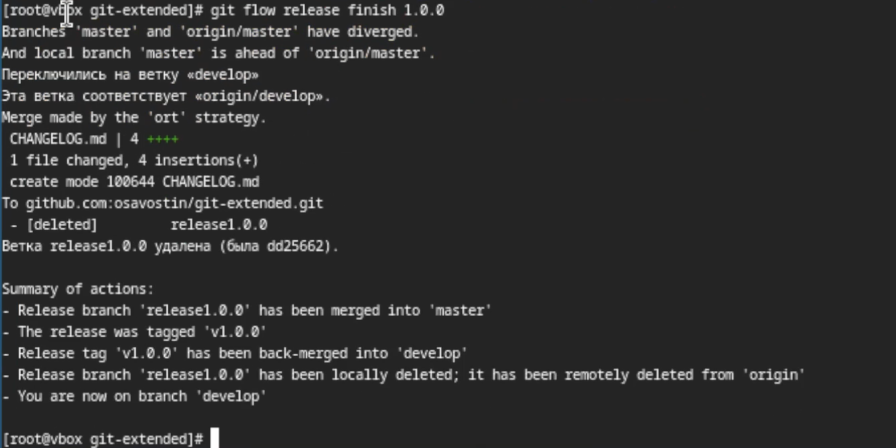 [root@vbox git-extended]# git flow release finish 1.0.0
Branches 'master' and 'origin/master' have diverged.
And local branch 'master' is ahead of 'origin/master'.
Переключились на ветку «develop»
Эта ветка соответствует «origin/develop».
Merge made by the 'ort' strategy.
CHANGELOG.md | 4 ++++
1 file changed, 4 insertions(+)
create mode 100644 CHANGELOG.md
To github.com:osavostin/git-extended.git
- [deleted]         release1.0.0
Ветка release1.0.0 удалена (была dd25662).
Summary of actions:
- Release branch 'release1.0.0' has been merged into 'master'
- The release was tagged 'v1.0.0'
- Release tag 'v1.0.0' has been back-merged into 'develop'
- Release branch 'release1.0.0' has been locally deleted; it has been remotely deleted from 'origin'
- You are now on branch 'develop'
[root@vbox git-extended]#